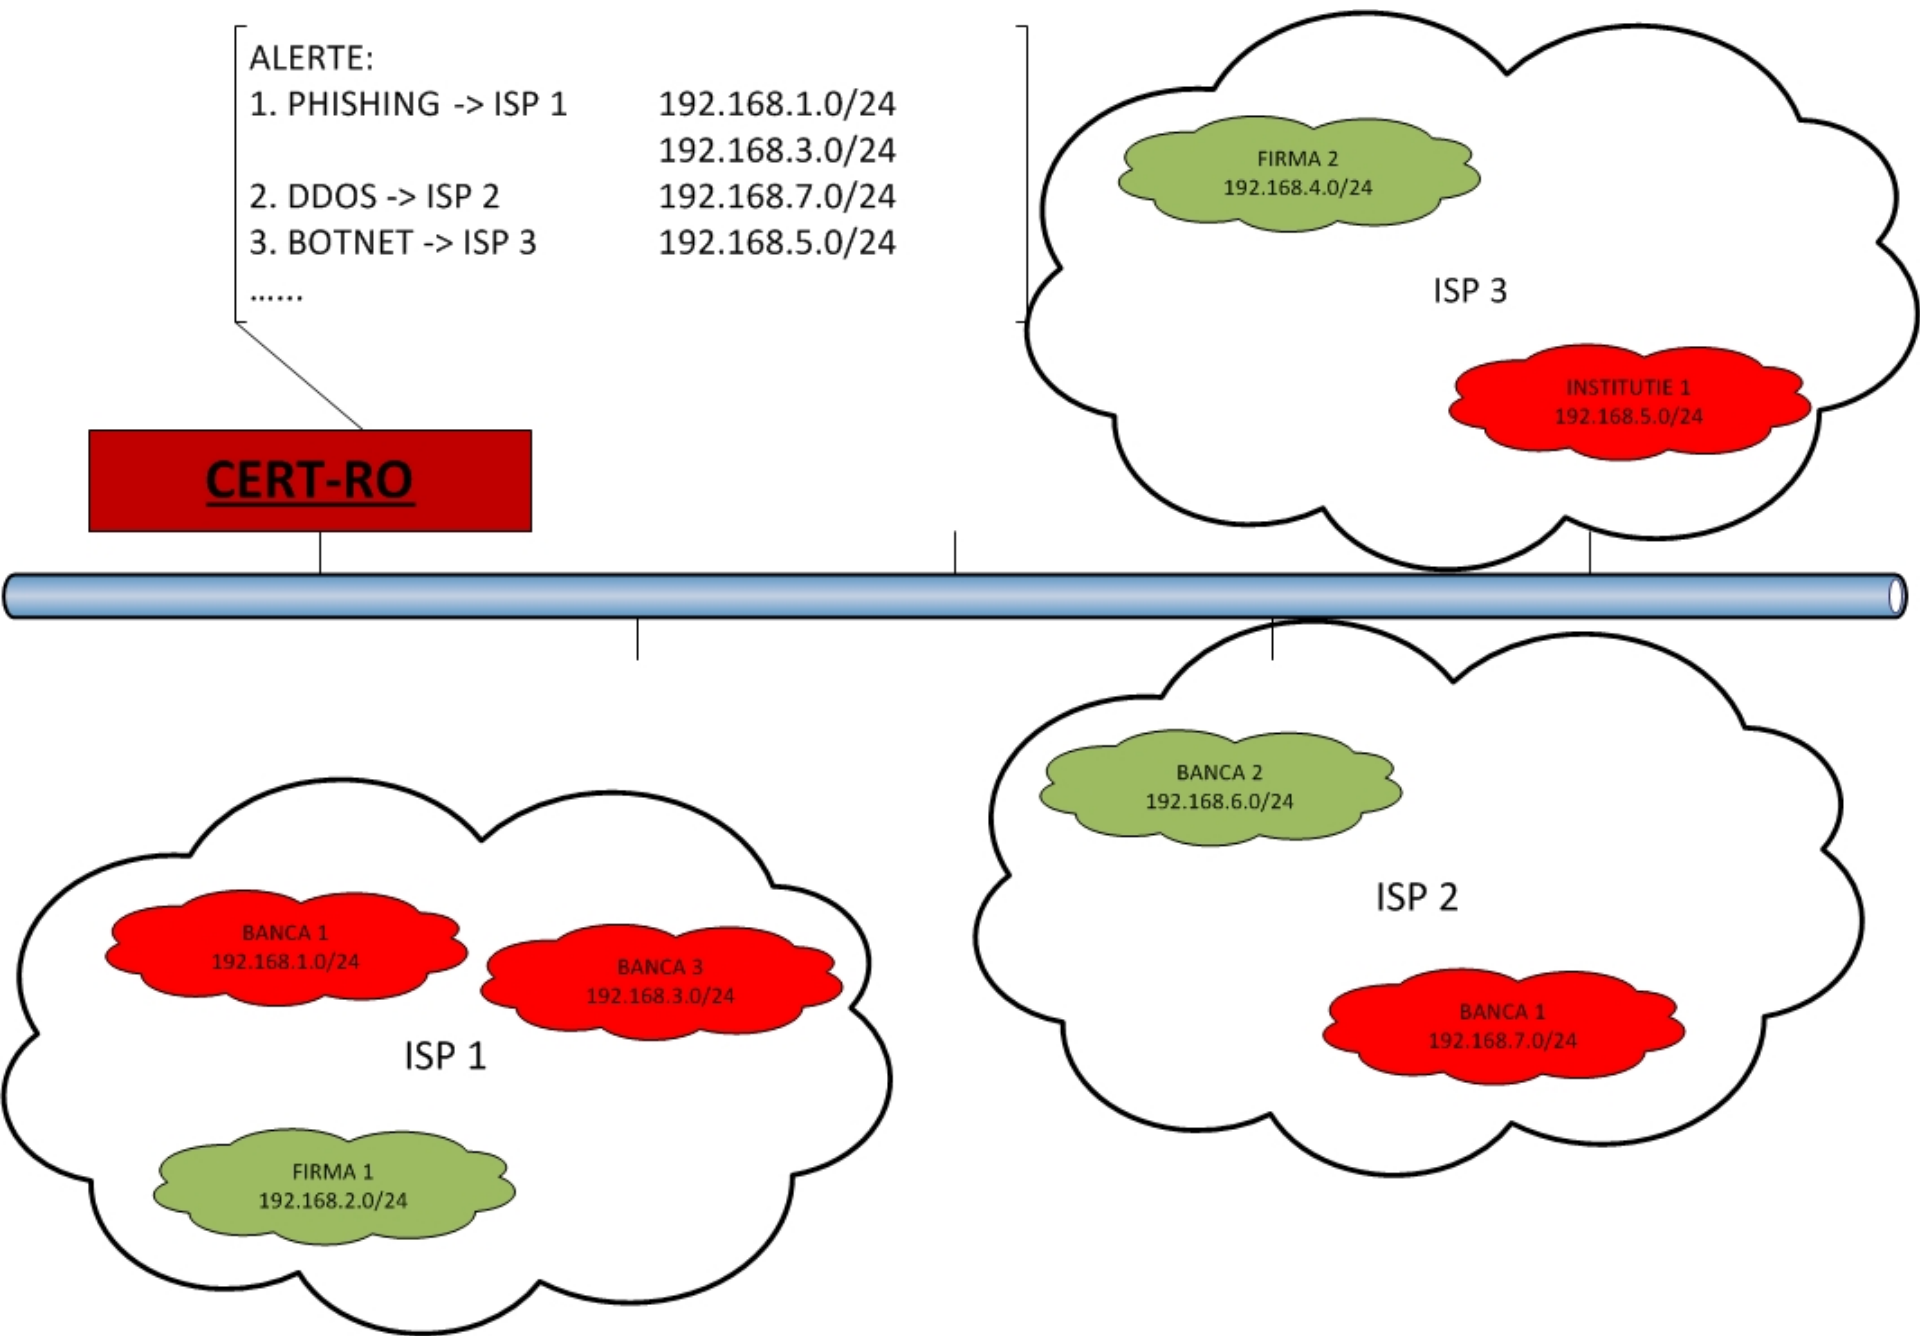 ALERTE:
1. PHISHING -> ISP 1 192.168.1.0/24
192.168.3.0/24
2. DDOS -> ISP 2 192.168.7.0/24
3. BOTNET -> ISP 3 192.168.5.0/24
......
FIRMA 2
192.168.4.0/24
ISP 3
INSTITUTIE 1
192.168.5.0/24
CERT-RO
BANCA 2
192.168.6.0/24
ISP 2
BANCA 1
192.168.7.0/24
BANCA 1
192.168.1.0/24
BANCA 3
192.168.3.0/24
ISP 1
FIRMA 1
192.168.2.0/24